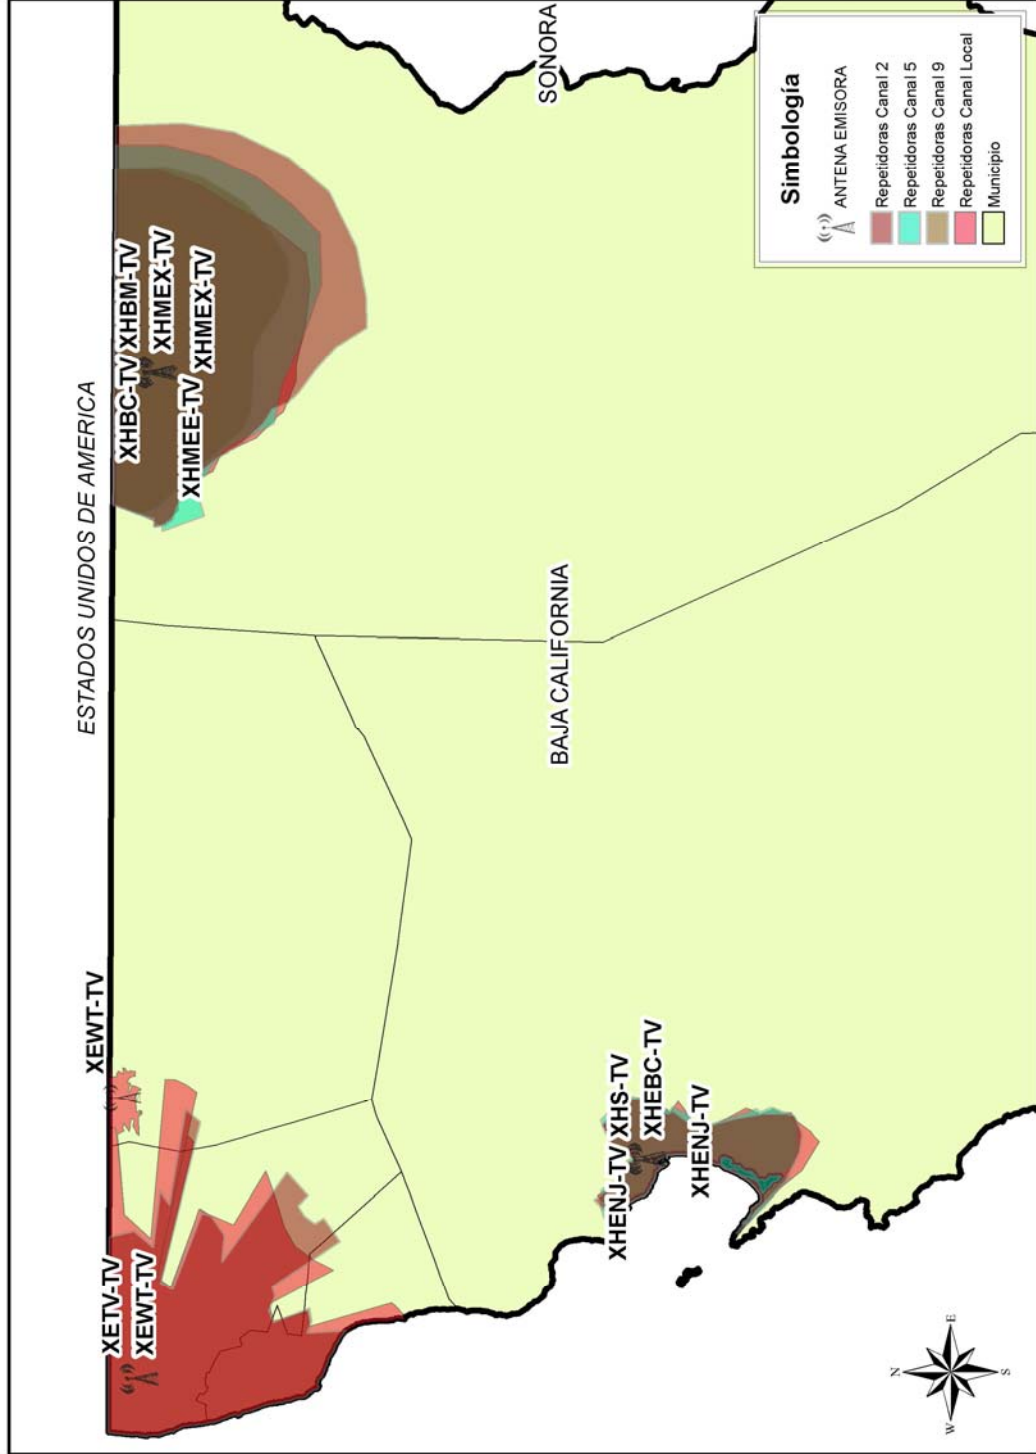 ESTADOS UNIDOS DE AMERICA
XETV-TV
XEWT-TV
XEWT-TV
XHBC-TV XHBM-TV
XHMEX-TV
XHMEE-TV
XHMEX-TV
SONORA
BAJA CALIFORNIA
XHENJ-TV XHS-TV
XHEBC-TV
XHENJ-TV
N
W
E
S
Simbología
ANTENA EMISORA
Repetidoras Canal 2
Repetidoras Canal 5
Repetidoras Canal 9
Repetidoras Canal Local
Municipio